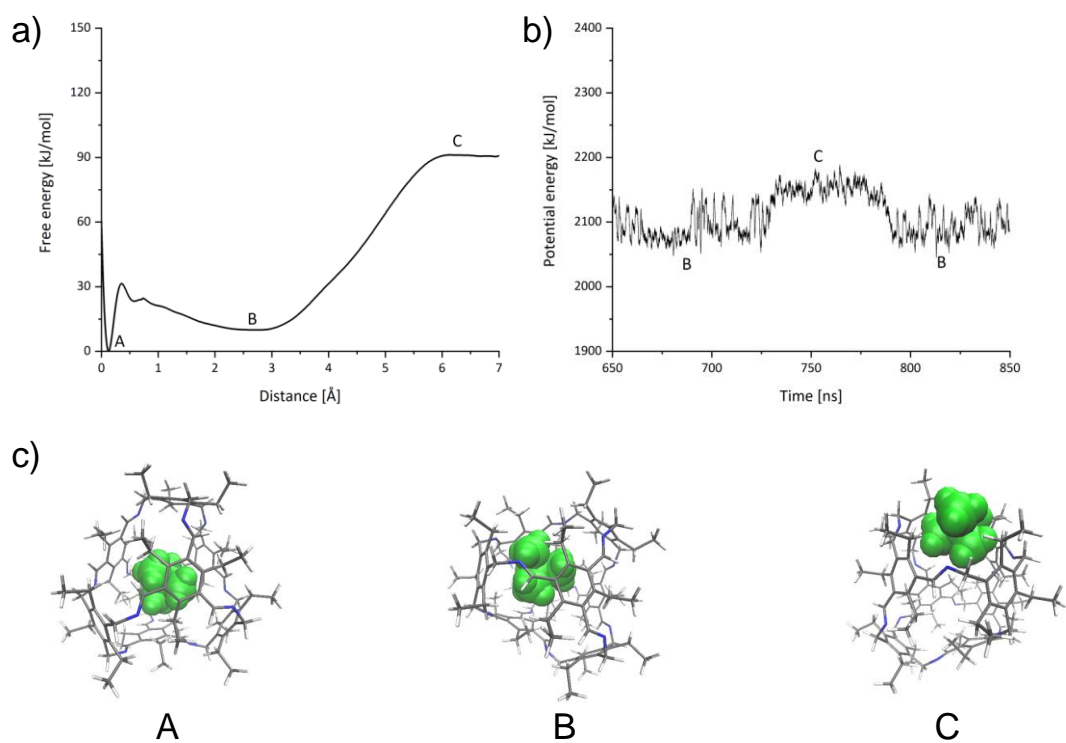 a)
150
120
90
60
30
0
Free energy [kJ/mol]
A
B
C
0 1 2 3 4 5 6 7
Distance [Å]
b)
2400
2300
2200
2100
2000
1900
Potential energy [kJ/mol]
B
C
B
650 700 750 800 850
Time [ns]
c)
A B C